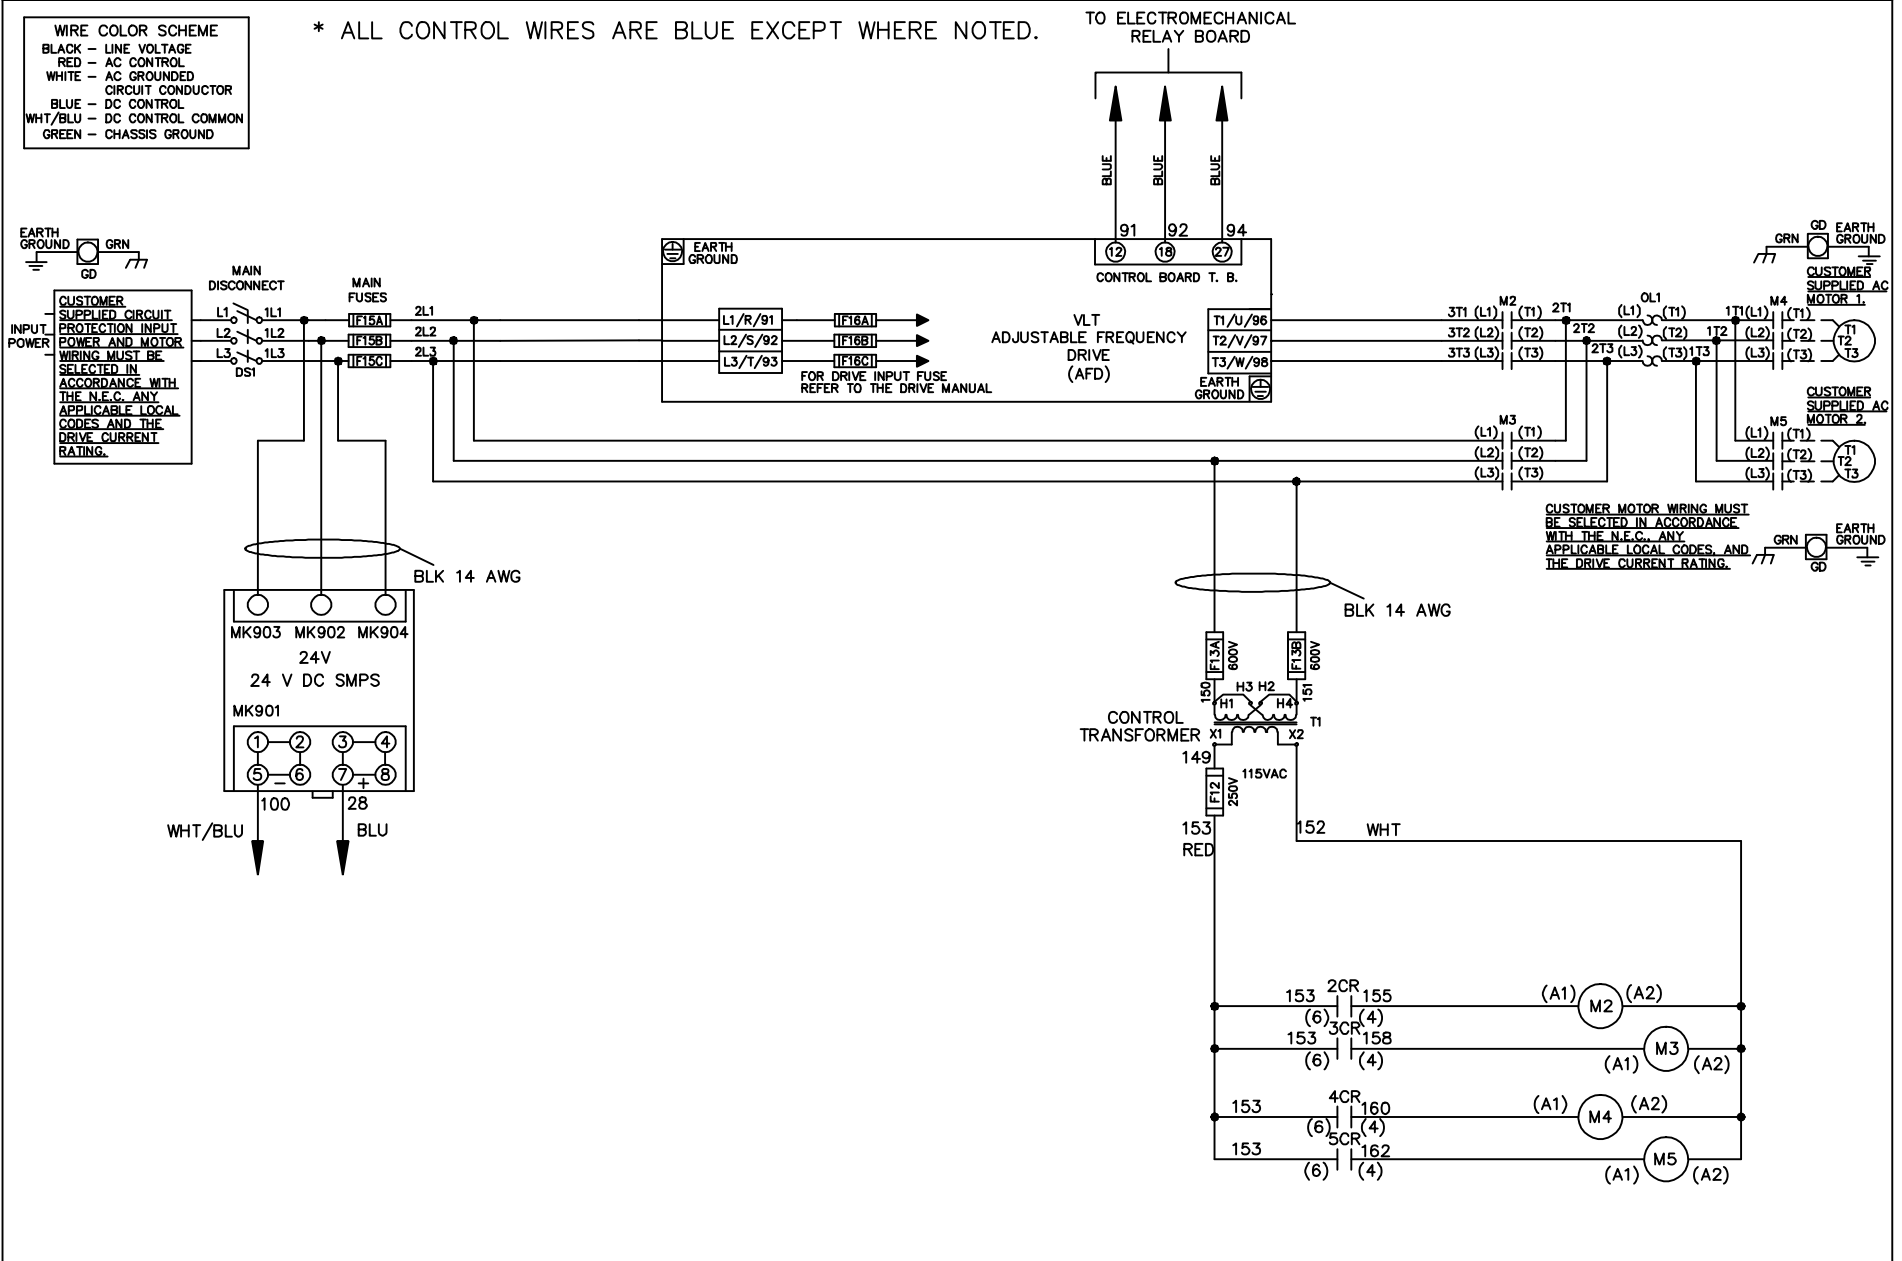 WIRE COLOR SCHEME
BLACK – LINE VOLTAGE
RED – AC CONTROL
WHITE – AC GROUNDED
CIRCUIT CONDUCTOR
BLUE – DC CONTROL
WHT/BLU – DC CONTROL COMMON
GREEN – CHASSIS GROUND
* ALL CONTROL WIRES ARE BLUE EXCEPT WHERE NOTED.
TO ELECTROMECHANICAL
RELAY BOARD
BLUE
BLUE
BLUE
91 92 94
12 18 27
CONTROL BOARD T. B.
EARTH
GROUND
GRN
GD
INPUT
POWER
CUSTOMER
SUPPLIED CIRCUIT
PROTECTION INPUT
POWER AND MOTOR
WIRING MUST BE
SELECTED IN
ACCORDANCE WITH
THE N.E.C. ANY
APPLICABLE LOCAL
CODES AND THE
DRIVE CURRENT
RATING.
MAIN
DISCONNECT
L1 1L1
L2 1L2
L3 1L3
DS1
MAIN
FUSES
F15A 2L1
F15B 2L2
F15C 2L3
EARTH
GROUND
L1/R/91 F16A
L2/S/92 F16B
L3/T/93 F16C
FOR DRIVE INPUT FUSE
REFER TO THE DRIVE MANUAL
VLT
ADJUSTABLE FREQUENCY
DRIVE
(AFD)
T1/U/96
T2/V/97
T3/W/98
EARTH
GROUND
M2
3T1 (L1) (T1) 2T1
3T2 (L2) (T2) 2T2
3T3 (L3) (T3) 2T3
OL1
(L1) (T1) 1T1
(L2) (T2) 1T2
(L3) (T3) 1T3
M4
(L1) (T1)
(L2) (T2)
(L3) (T3)
T1
T2
T3
GD
EARTH
GROUND
GRN
CUSTOMER
SUPPLIED AC
MOTOR 1.
M3
(L1) (T1)
(L2) (T2)
(L3) (T3)
CUSTOMER
SUPPLIED AC
MOTOR 2.
M5
(L1) (T1)
(L2) (T2)
(L3) (T3)
T1
T2
T3
CUSTOMER MOTOR WIRING MUST
BE SELECTED IN ACCORDANCE
WITH THE N.E.C., ANY
APPLICABLE LOCAL CODES, AND
THE DRIVE CURRENT RATING.
GRN
EARTH
GROUND
GD
BLK 14 AWG
MK903 MK902 MK904
24V
24 V DC SMPS
MK901
1 2 3 4
5 – 6 7 + 8
100 28
WHT/BLU BLU
BLK 14 AWG
F13A 600V
F13B 600V
150 151
H3 H2
H1 H4
T1
CONTROL
TRANSFORMER
X1 X2
149
115VAC
F12 250V
153
RED
152 WHT
2CR
153 155 (A1) M2 (A2)
(6) (4)
3CR
153 158 M3
(6) (4) (A1) (A2)
4CR
153 160 (A1) M4 (A2)
(6) (4)
5CR
153 162 M5
(6) (4) (A1) (A2)